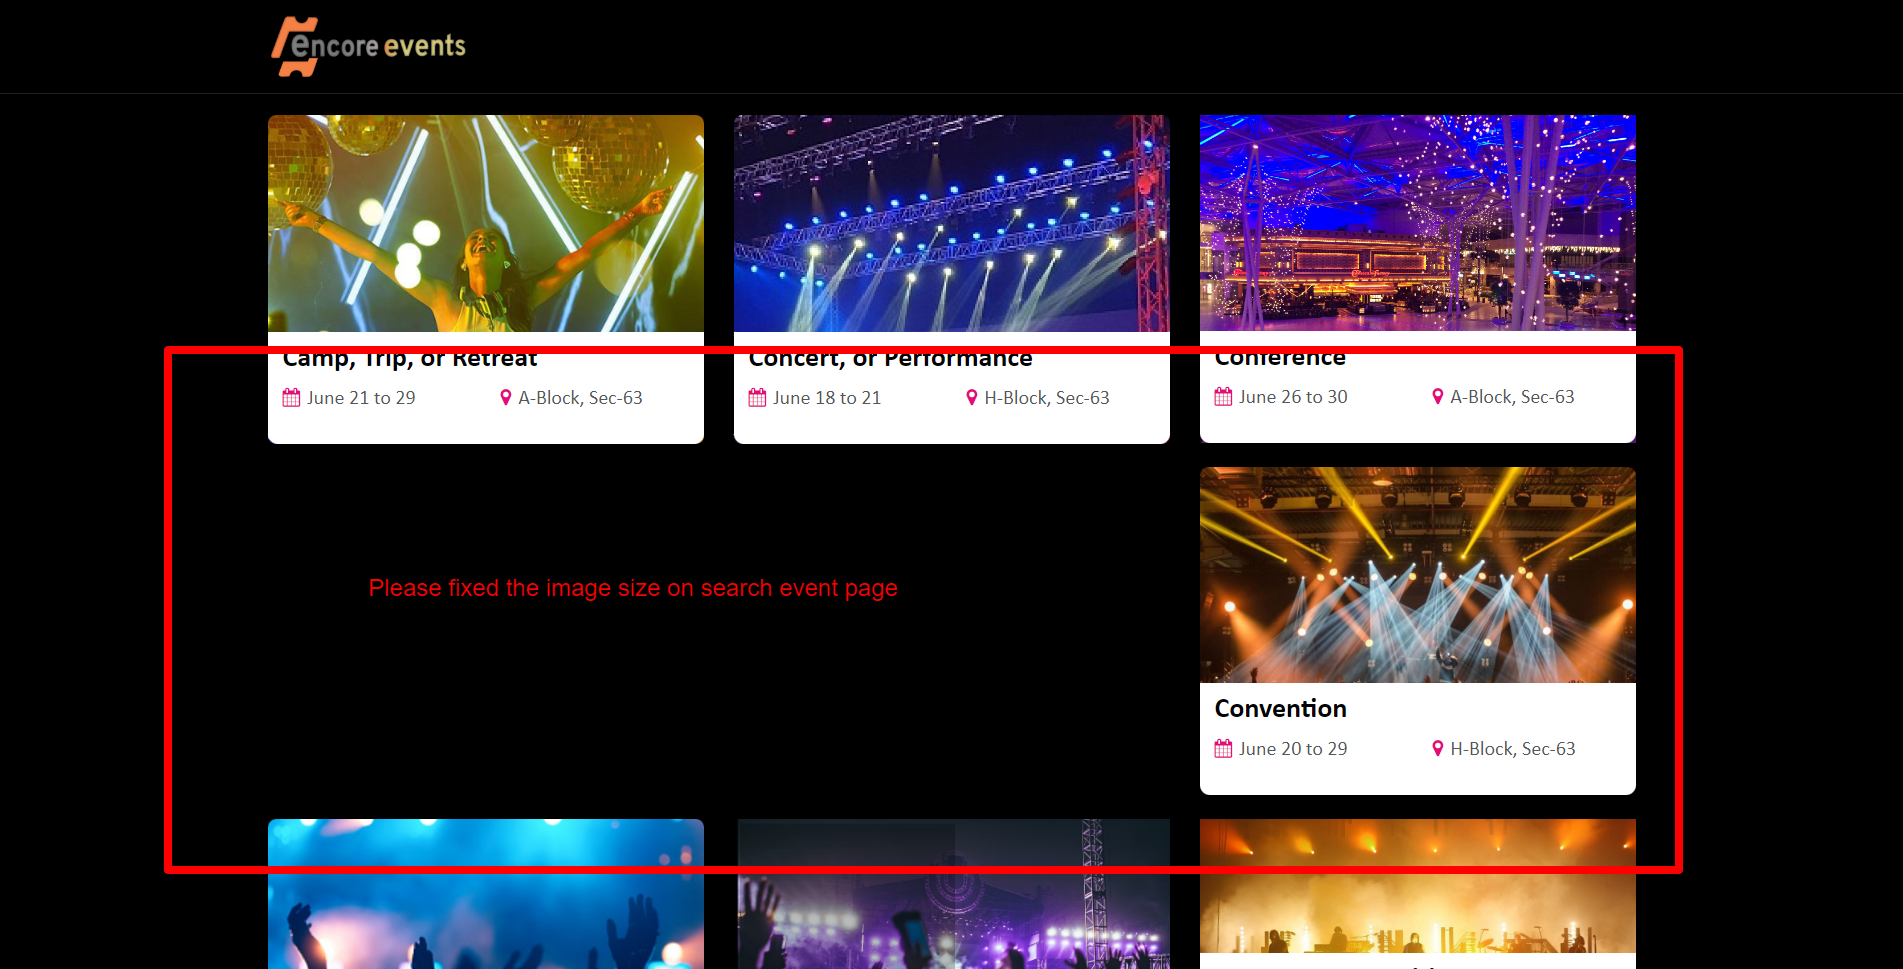 encore events
Camp, Trip, or Retreat
June 21 to 29
A-Block, Sec-63
Concert, or Performance
June 18 to 21
H-Block, Sec-63
Conference
June 26 to 30
A-Block, Sec-63
Please fixed the image size on search event page
Convention
June 20 to 29
H-Block, Sec-63